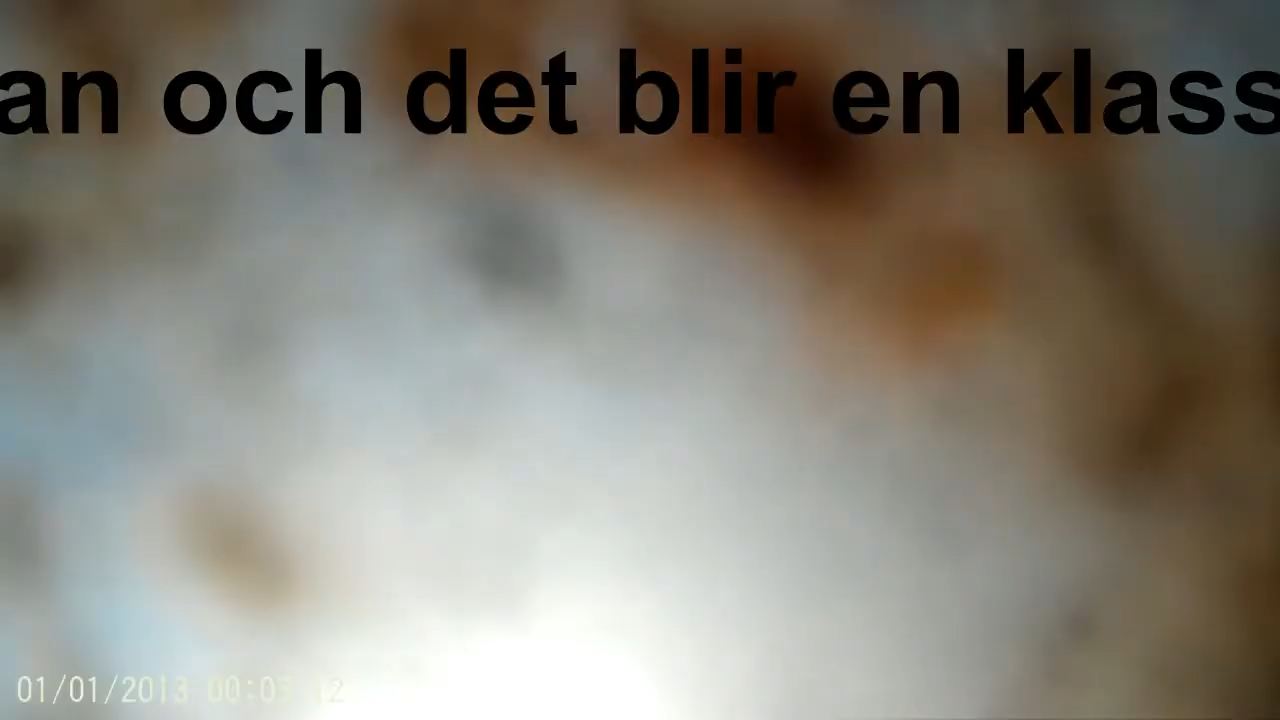 an och det blir en klass
01/01/2013